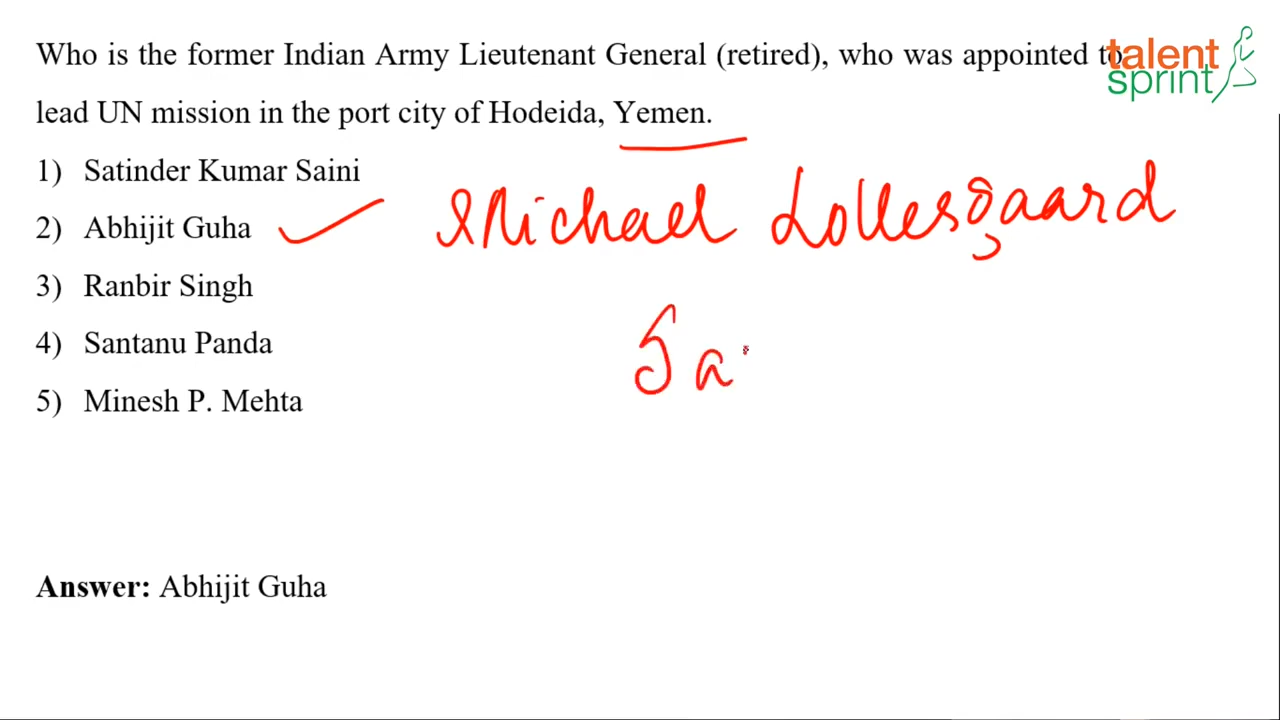 Who is the former Indian Army Lieutenant General (retired), who was appointed to
lead UN mission in the port city of Hodeida, Yemen.
talent
sprint
1) Satinder Kumar Saini
2) Abhijit Guha
Michael Lollesgaard
3) Ranbir Singh
4) Santanu Panda
Sa
5) Minesh P. Mehta
Answer: Abhijit Guha